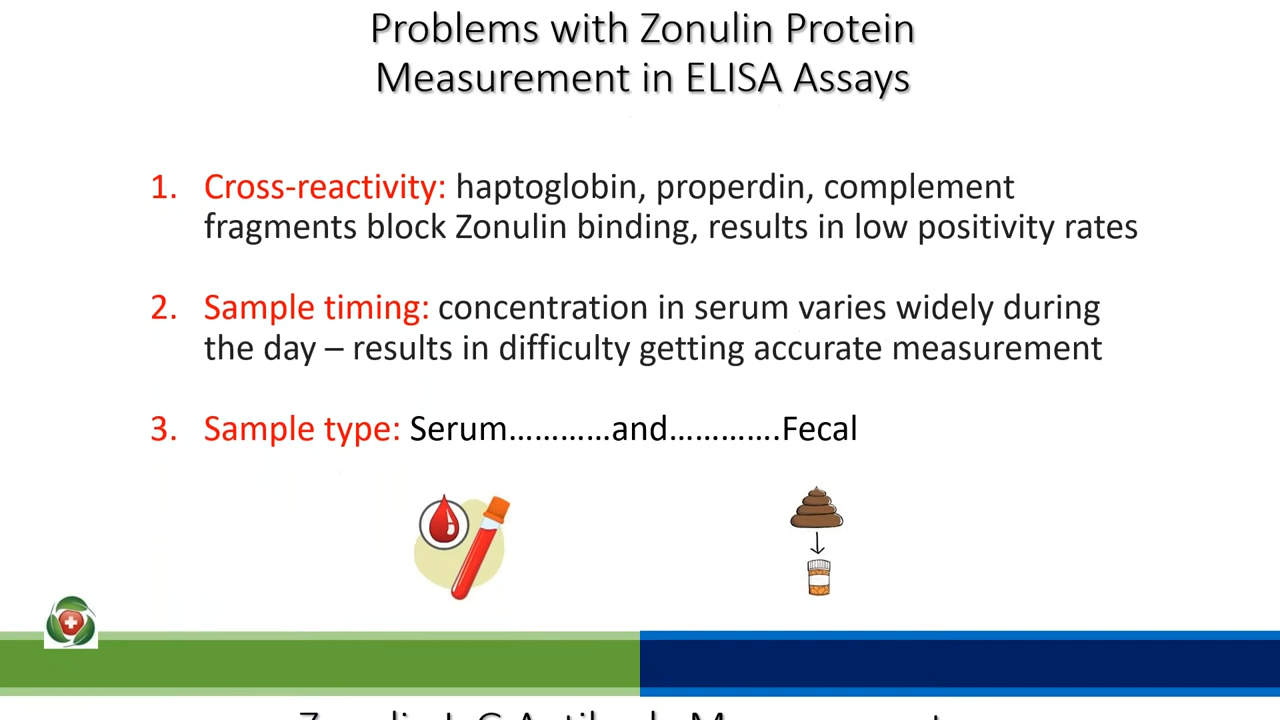 Problems with Zonulin Protein
Measurement in ELISA Assays
1. Cross-reactivity: haptoglobin, properdin, complement
fragments block Zonulin binding, results in low positivity rates
2. Sample timing: concentration in serum varies widely during
the day – results in difficulty getting accurate measurement
3. Sample type: Serum…………and………….Fecal